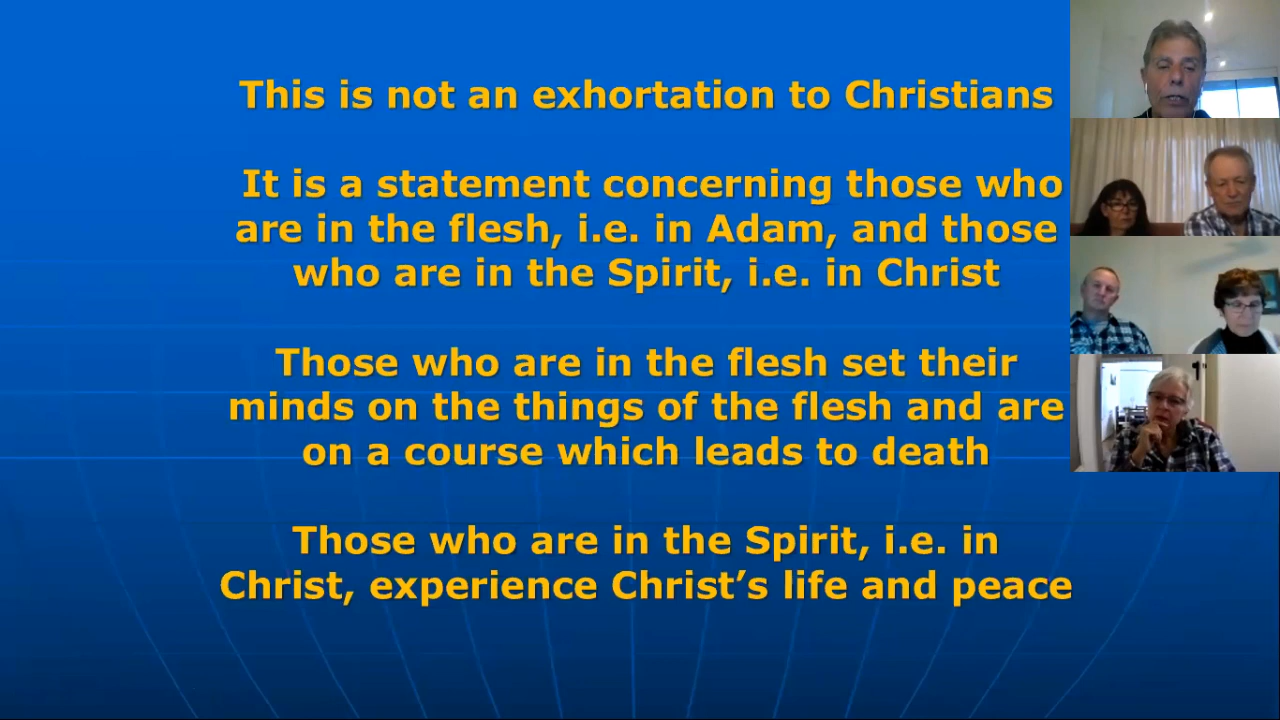 This is not an exhortation to Christians
It is a statement concerning those who
are in the flesh, i.e. in Adam, and those
who are in the Spirit, i.e. in Christ
Those who are in the flesh set their
minds on the things of the flesh and are
on a course which leads to death
Those who are in the Spirit, i.e. in
Christ, experience Christ’s life and peace